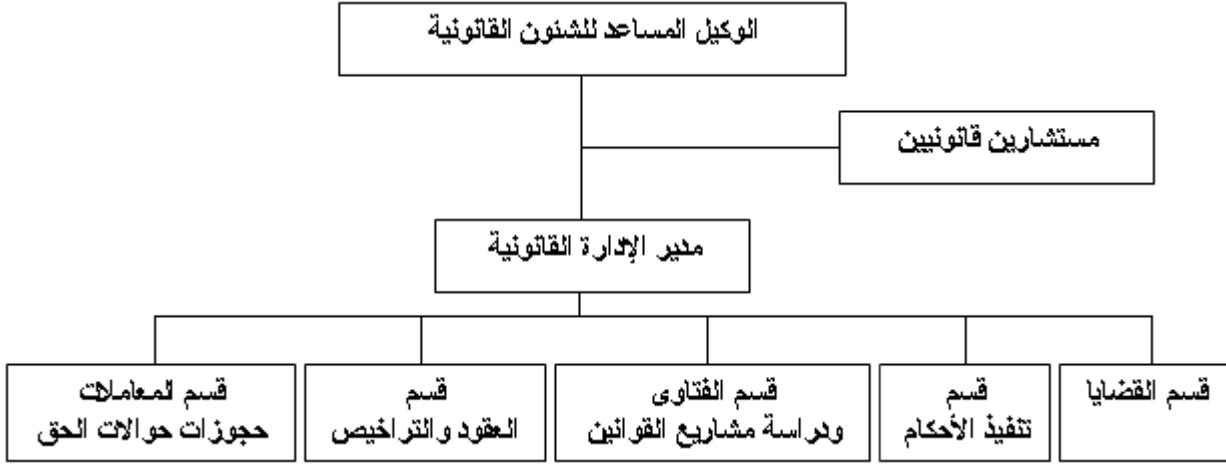 الوكيل المساعد للشئون القانونية
مستشارين قانونيين
مدير الإدارة القانونية
قسم القضايا
قسم
تنفيذ الأحكام
قسم الفتاوى
ودراسة مشاريع القوانين
قسم
العقود والتراخيص
قسم المعاملات
حجوزات حوالات الحق